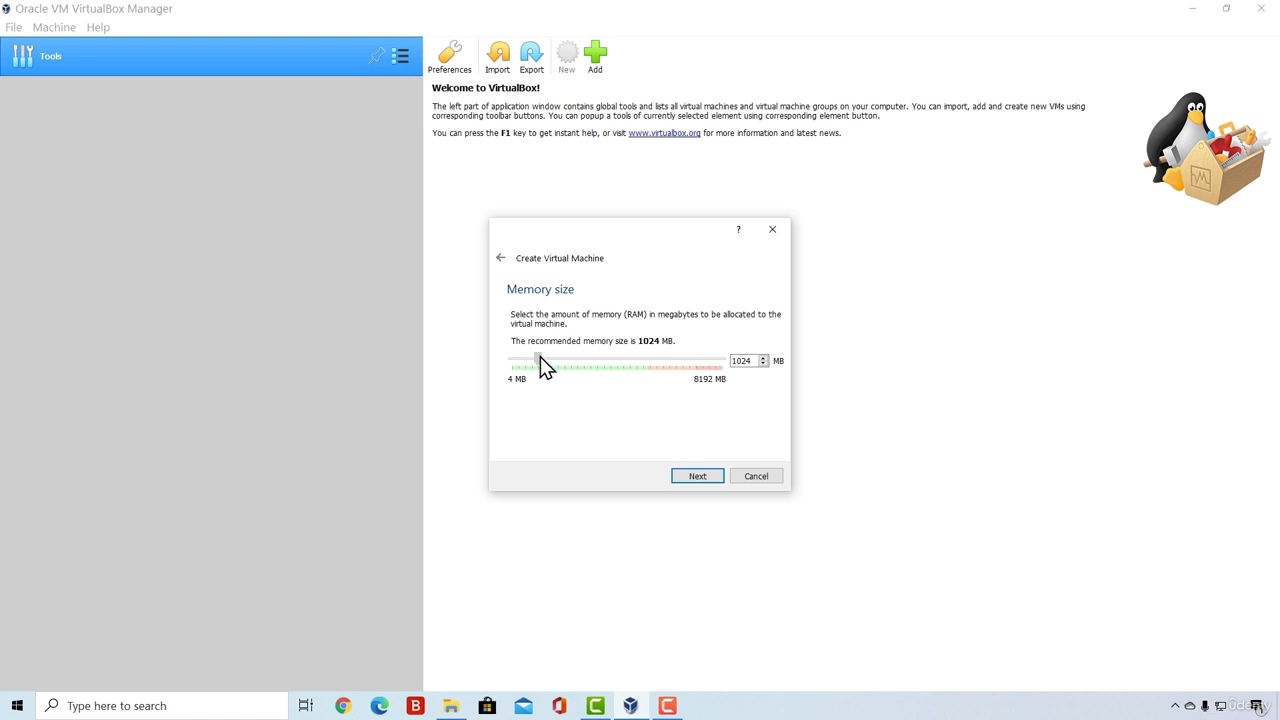 Oracle VM VirtualBox Manager
File Machine Help
Tools
Preferences Import Export New Add
Welcome to VirtualBox!
The left part of application window contains global tools and lists all virtual machines and virtual machine groups on your computer. You can import, add and create new VMs using
corresponding toolbar buttons. You can popup a tools of currently selected element using corresponding element button.
You can press the F1 key to get instant help, or visit www.virtualbox.org for more information and latest news.
?
Create Virtual Machine
Memory size
Select the amount of memory (RAM) in megabytes to be allocated to the
virtual machine.
The recommended memory size is 1024 MB.
1024 MB
4 MB 8192 MB
Next Cancel
Type here to search
B
Udemy